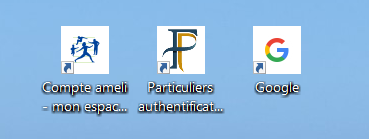 Compte ameli
- mon espac...
Particuliers
authentificat...
Google